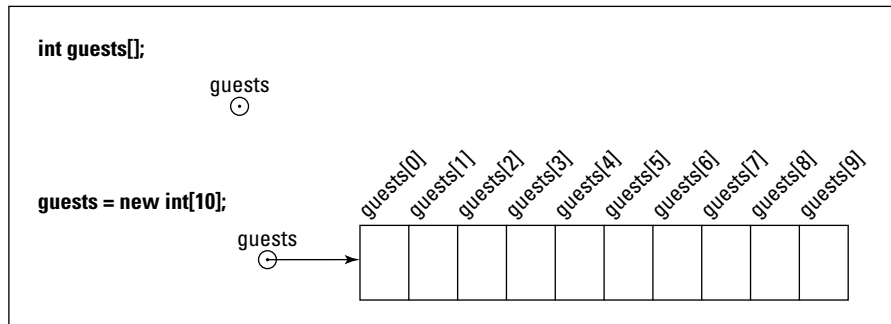 int guests[];
guests
guests[0] guests[1] guests[2] guests[3] guests[4] guests[5] guests[6] guests[7] guests[8] guests[9]
guests = new int[10];
guests